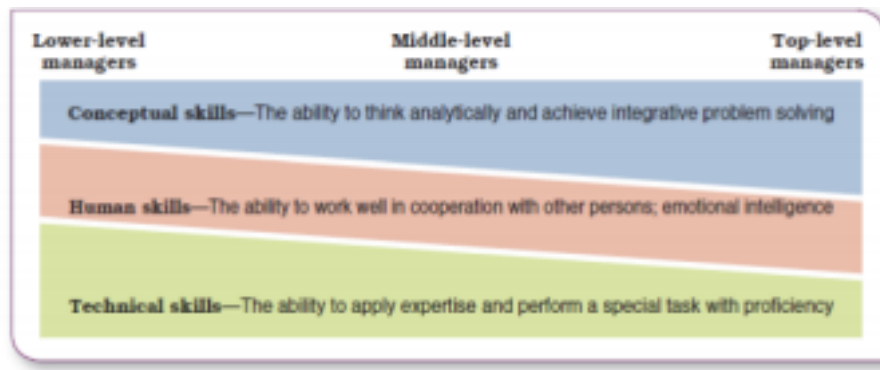 Lower-level Middle-level Top-level
managers managers managers
Conceptual skills—The ability to think analytically and achieve integrative problem solving
Human skills—The ability to work well in cooperation with other persons; emotional intelligence
Technical skills—The ability to apply expertise and perform a special task with proficiency